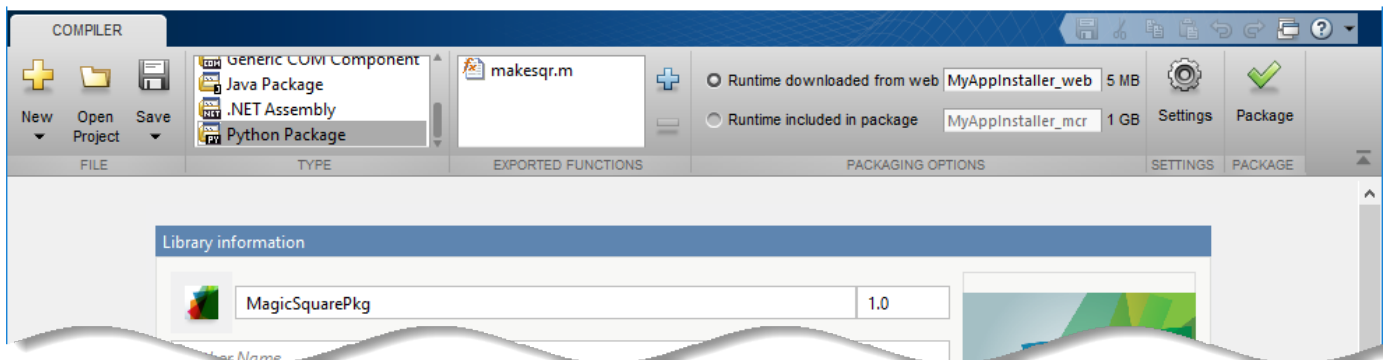 COMPILER
New
Open Project
Save
FILE
Generic COM Component
Java Package
.NET Assembly
Python Package
TYPE
makesqr.m
EXPORTED FUNCTIONS
Runtime downloaded from web MyAppInstaller_web 5 MB
Runtime included in package MyAppInstaller_mcr 1 GB
PACKAGING OPTIONS
Settings
SETTINGS
Package
PACKAGE
Library information
MagicSquarePkg 1.0
Name